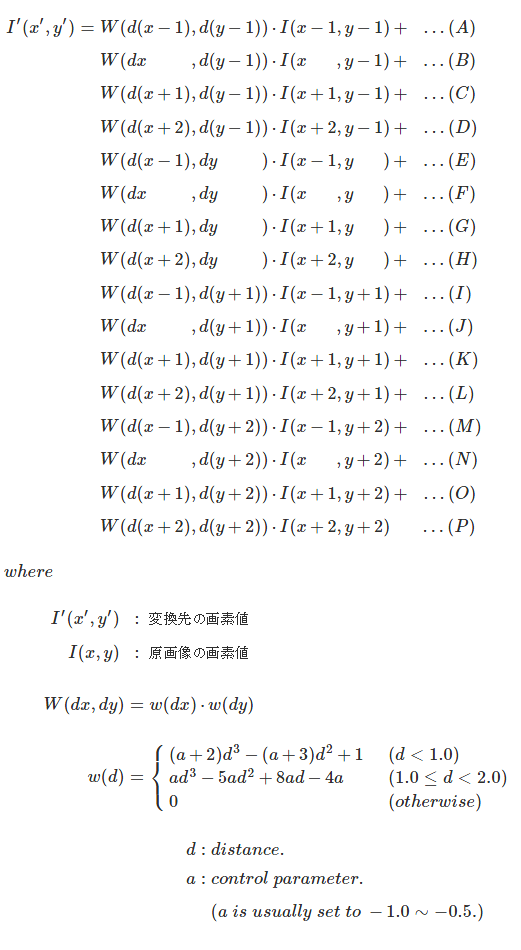 I′(x′,y′) = W(d(x−1),d(y−1))·I(x−1,y−1)+ …(A)
W(dx ,d(y−1))·I(x ,y−1)+ …(B)
W(d(x+1),d(y−1))·I(x+1,y−1)+ …(C)
W(d(x+2),d(y−1))·I(x+2,y−1)+ …(D)
W(d(x−1),dy )·I(x−1,y )+ …(E)
W(dx ,dy )·I(x ,y )+ …(F)
W(d(x+1),dy )·I(x+1,y )+ …(G)
W(d(x+2),dy )·I(x+2,y )+ …(H)
W(d(x−1),d(y+1))·I(x−1,y+1)+ …(I)
W(dx ,d(y+1))·I(x ,y+1)+ …(J)
W(d(x+1),d(y+1))·I(x+1,y+1)+ …(K)
W(d(x+2),d(y+1))·I(x+2,y+1)+ …(L)
W(d(x−1),d(y+2))·I(x−1,y+2)+ …(M)
W(dx ,d(y+2))·I(x ,y+2)+ …(N)
W(d(x+1),d(y+2))·I(x+1,y+2)+ …(O)
W(d(x+2),d(y+2))·I(x+2,y+2) …(P)
where
I′(x′,y′) : 変換先の画素値
I(x,y) : 原画像の画素値
W(dx,dy) = w(dx)·w(dy)
(a+2)d³−(a+3)d²+1 (d<1.0)
w(d) = { ad³−5ad²+8ad−4a (1.0≤d<2.0)
0 (otherwise)
d : distance.
a : control parameter.
(a is usually set to −1.0∼−0.5.)